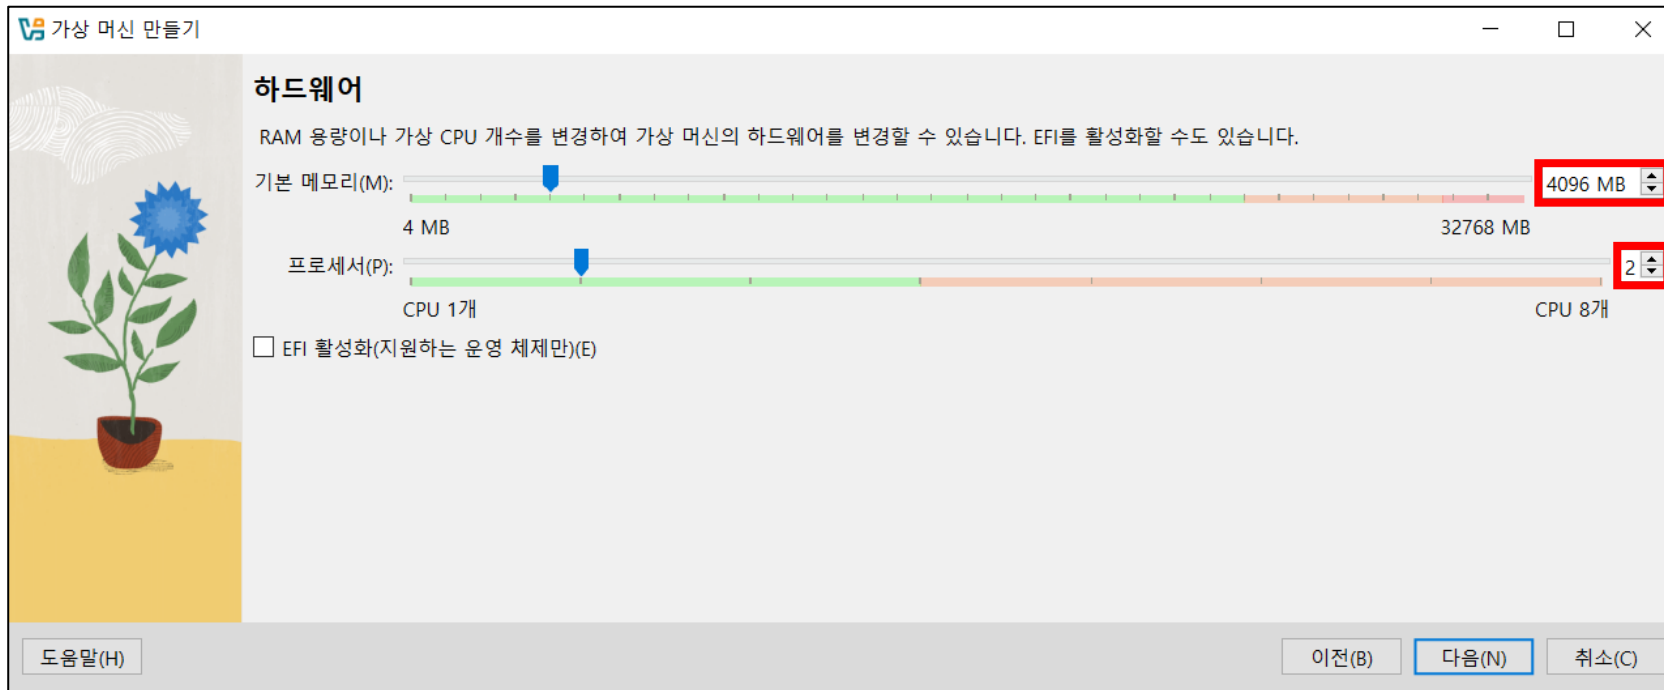 가상 머신 만들기
하드웨어
RAM 용량이나 가상 CPU 개수를 변경하여 가상 머신의 하드웨어를 변경할 수 있습니다. EFI를 활성화할 수도 있습니다.
기본 메모리(M): 4096 MB
4 MB 32768 MB
프로세서(P): 2
CPU 1개 CPU 8개
EFI 활성화(지원하는 운영 체제만)(E)
도움말(H) 이전(B) 다음(N) 취소(C)